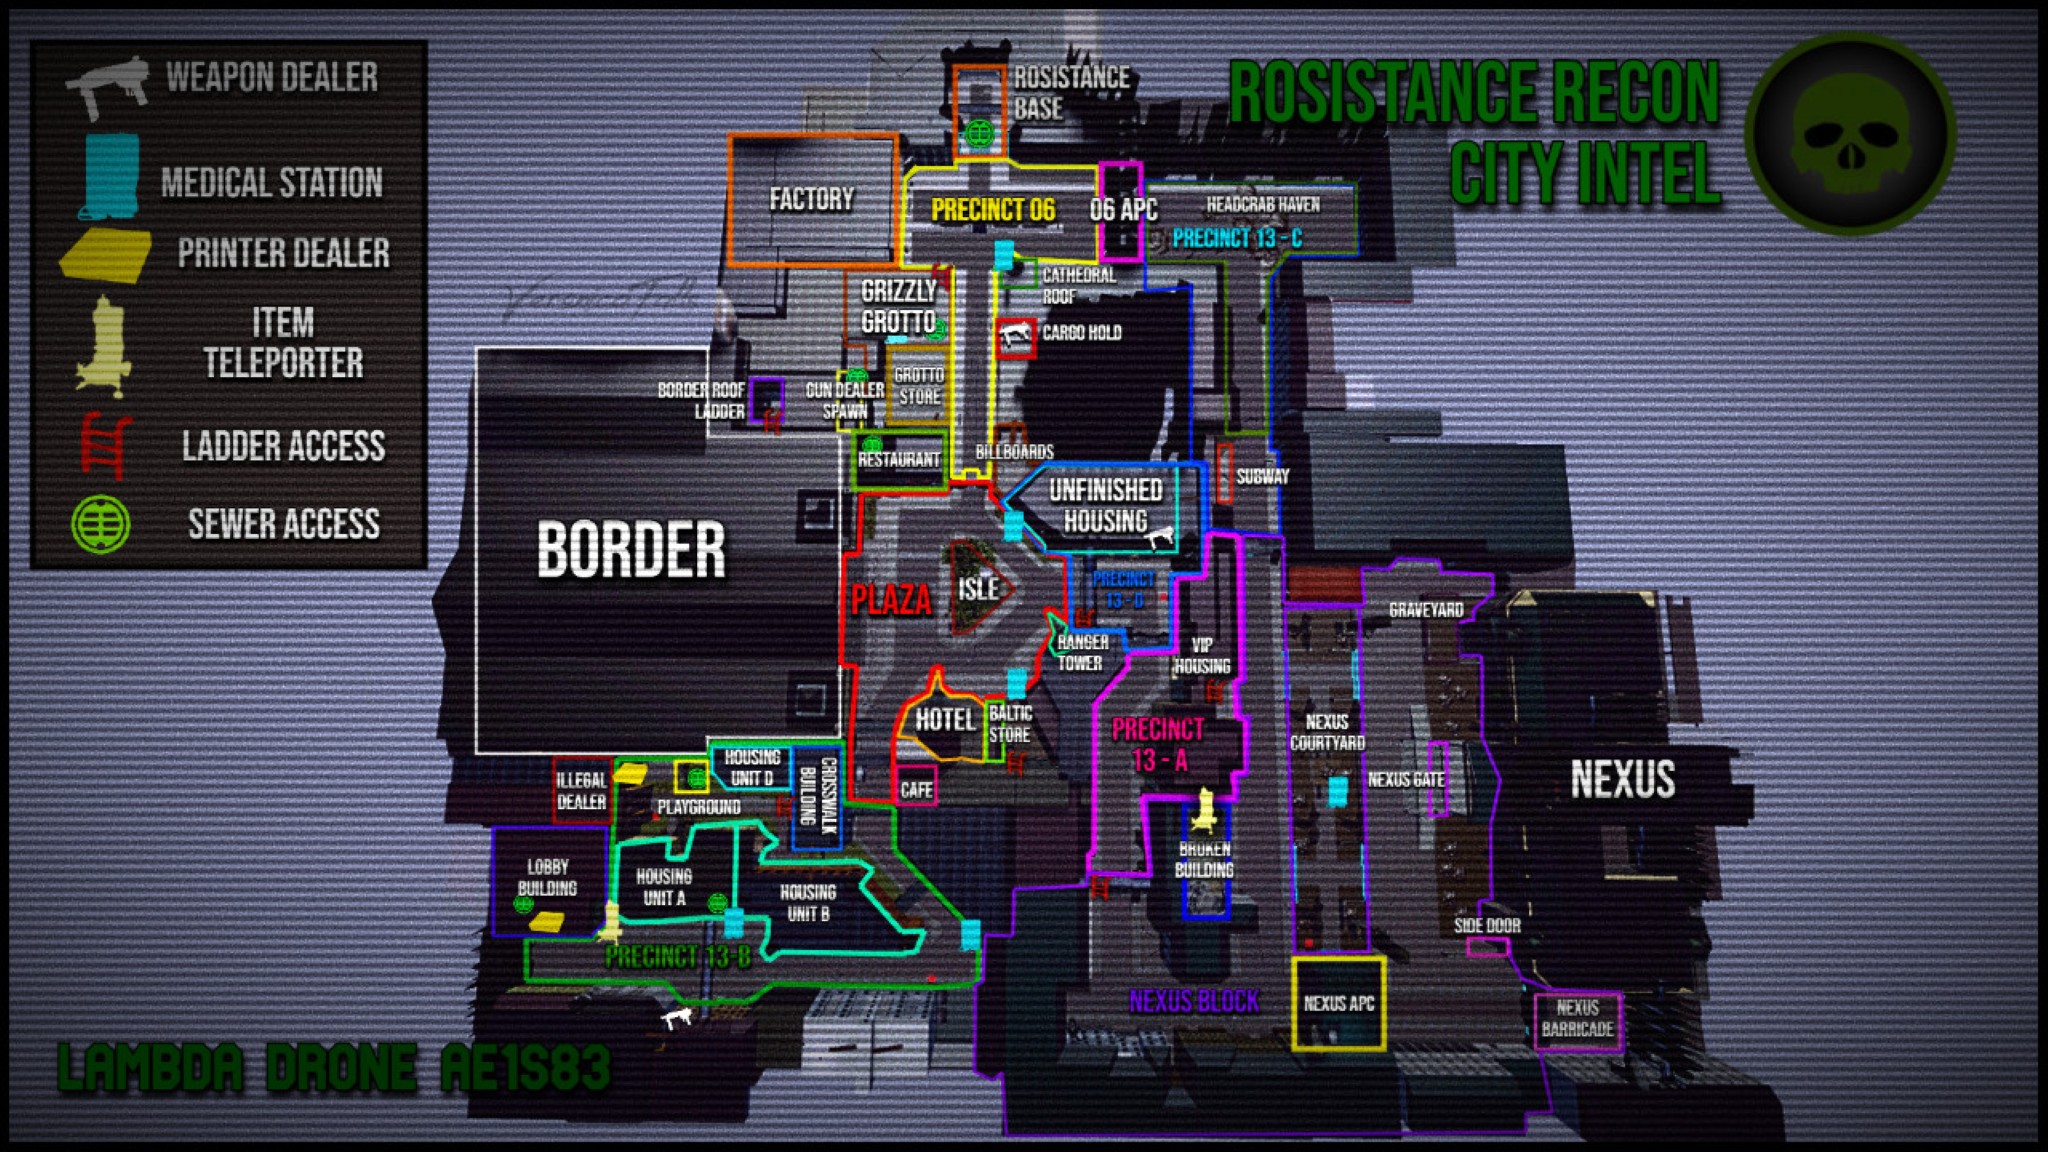 WEAPON DEALER
MEDICAL STATION
PRINTER DEALER
ITEM
TELEPORTER
LADDER ACCESS
SEWER ACCESS
ROSISTANCE RECON
CITY INTEL
ROSISTANCE
BASE
FACTORY
PRECINCT 06
06 APC
HEADCRAB HAVEN
PRECINCT 13 - C
CATHEDRAL
ROOF
GRIZZLY
GROTTO
CARGO HOLD
BORDER ROOF
LADDER
GUN DEALER
SPAWN
GROTTO
STORE
RESTAURANT
BILLBOARDS
UNFINISHED
HOUSING
SUBWAY
BORDER
PLAZA
ISLE
PRECINCT
13 - D
RANGER
TOWER
VIP
HOUSING
GRAVEYARD
HOTEL
BALTIC
STORE
PRECINCT
13 - A
NEXUS
COURTYARD
NEXUS GATE
NEXUS
CAFE
HOUSING
UNIT D
CROSSWALK
BUILDING
ILLEGAL
DEALER
PLAYGROUND
LOBBY
BUILDING
HOUSING
UNIT A
HOUSING
UNIT B
BROKEN
BUILDING
SIDE DOOR
PRECINCT 13-B
NEXUS BLOCK
NEXUS APC
NEXUS
BARRICADE
LAMBDA DRONE AE1S83